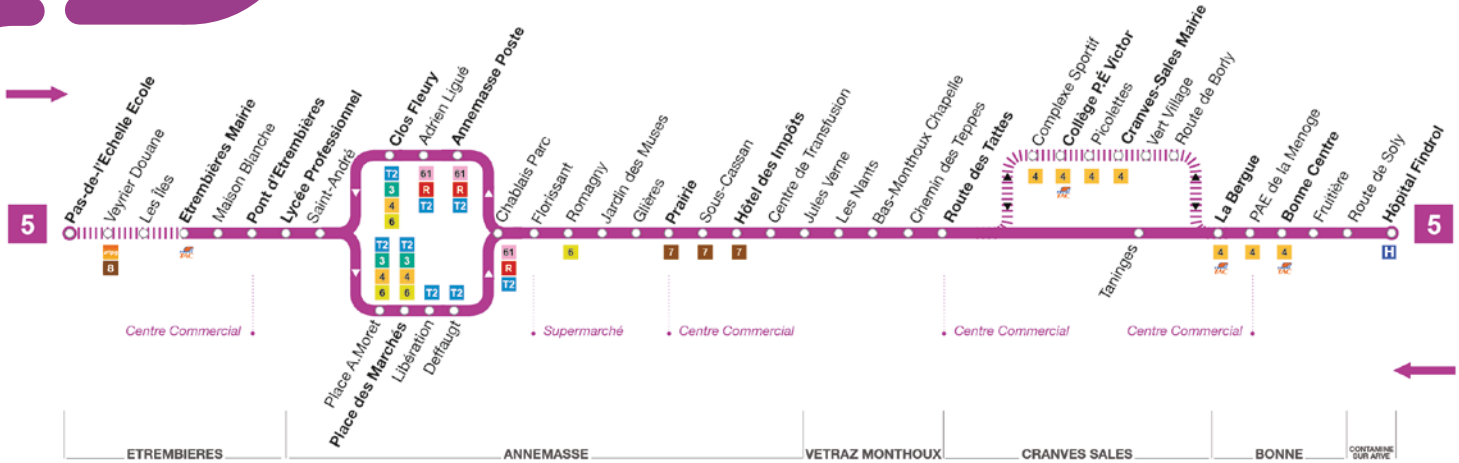 5
Pas-de-l'Echelle Ecole
Veyrier Douane
8
Les Îles
Etrembières Mairie
TAC
Maison Blanche
Pont d'Etrembières
Lycée Professionnel
Saint-André
Clos Fleury
T2
3
4
6
Adrien Ligué
61
R
T2
Annemasse Poste
61
R
T2
T2
3
4
6
Place A.Moret
T2
3
4
6
Place des Marchés
T2
Libération
T2
Deffaugt
Chablais Parc
61
R
T2
Florissant
Romagny
6
Jardin des Muses
Glières
Prairie
7
Sous-Cassan
7
Hôtel des Impôts
7
Centre de Transfusion
Jules Verne
Les Nants
Bas-Monthoux Chapelle
Chemin des Teppes
Route des Tattes
Complexe Sportif
4
Collège P.É Victor
4
TAC
Picolettes
4
Cranves-Sales Mairie
4
Vert Village
Route de Borly
Taninges
La Bergue
4
TAC
PAE de la Menoge
4
Bonne Centre
4
TAC
Fruitière
Route de Soly
Hôpital Findrol
H
5
Centre Commercial
Supermarché
Centre Commercial
Centre Commercial
Centre Commercial
ETREMBIERES
ANNEMASSE
VETRAZ MONTHOUX
CRANVES SALES
BONNE
CONTAMINE
SUR ARVE